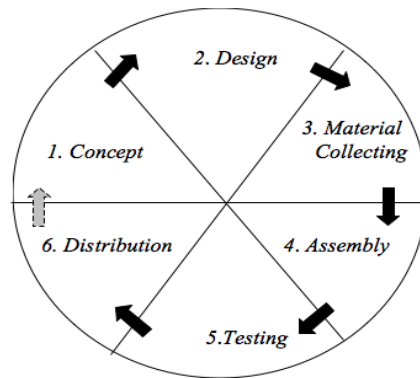 2. Design
3. Material
Collecting
1. Concept
6. Distribution
4. Assembly
5.Testing